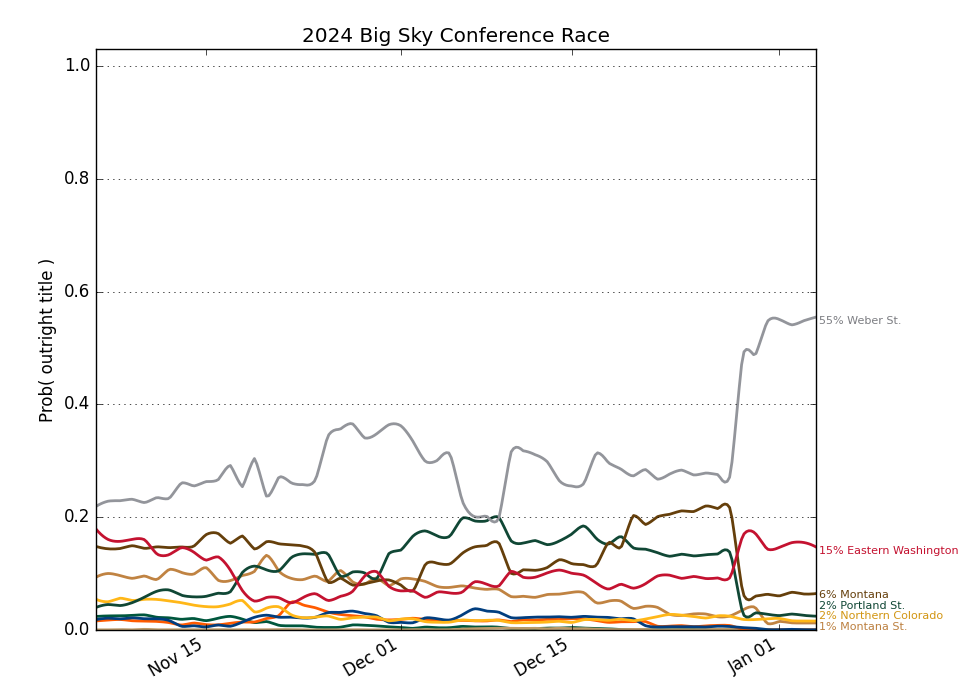 2024 Big Sky Conference Race
Prob( outright title )
1.0
0.8
0.6
0.4
0.2
0.0
Nov 15
Dec 01
Dec 15
Jan 01
55% Weber St.
15% Eastern Washington
6% Montana
2% Portland St.
2% Northern Colorado
1% Montana St.